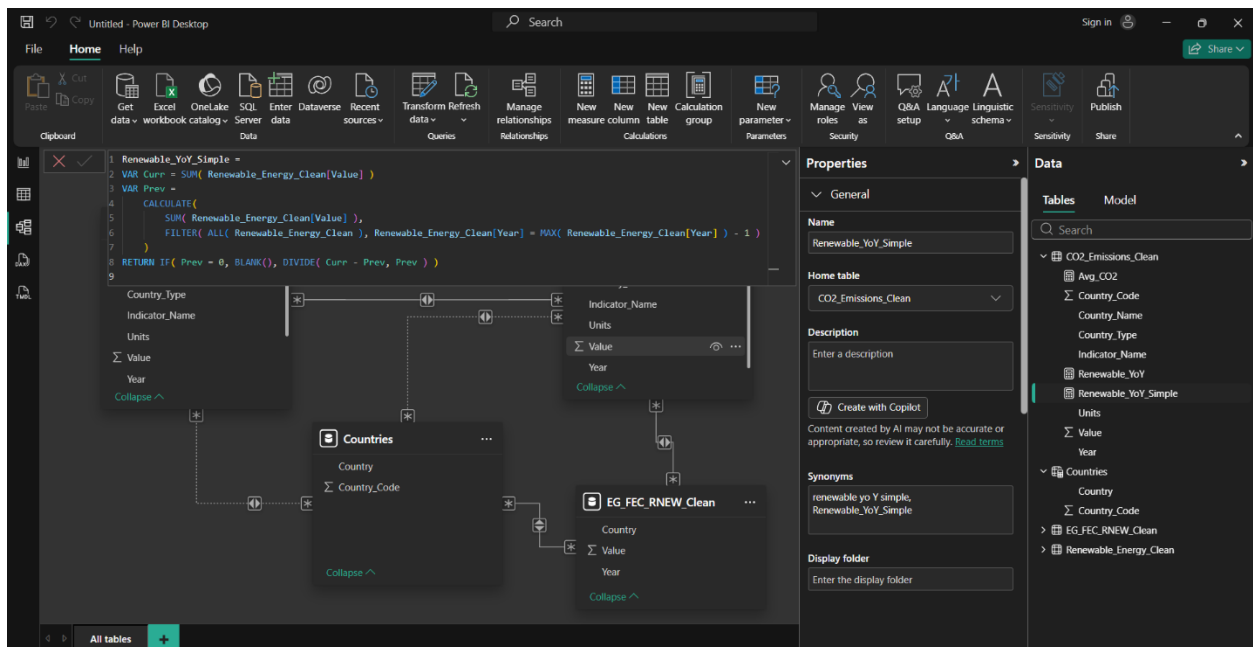 Untitled - Power BI Desktop
Search
Sign in
File
Home
Help
Share
Paste
Cut
Copy
Clipboard
Get data
Excel workbook
OneLake catalog
SQL Server
Enter data
Dataverse
Recent sources
Data
Transform data
Refresh
Queries
Manage relationships
Relationships
New measure
New column
New table
Calculation group
Calculations
New parameter
Parameters
Manage roles
View as
Security
Q&A setup
Language
Linguistic schema
Q&A
Sensitivity
Sensitivity
Publish
Share
DAX
TMDL
1 Renewable_YoY_Simple =
2 VAR Curr = SUM( Renewable_Energy_Clean[Value] )
3 VAR Prev =
4 CALCULATE(
5 SUM( Renewable_Energy_Clean[Value] ),
6 FILTER( ALL( Renewable_Energy_Clean ), Renewable_Energy_Clean[Year] = MAX( Renewable_Energy_Clean[Year] ) - 1 )
7 )
8 RETURN IF( Prev = 0, BLANK(), DIVIDE( Curr - Prev, Prev ) )
9
Country_Type
Indicator_Name
Units
Value
Year
Collapse
Indicator_Name
Units
Value
Year
Collapse
Countries
Country
Country_Code
Collapse
EG_FEC_RNEW_Clean
Country
Value
Year
Collapse
All tables
Properties
General
Name
Renewable_YoY_Simple
Home table
CO2_Emissions_Clean
Description
Enter a description
Create with Copilot
Content created by AI may not be accurate or
appropriate, so review it carefully. Read terms
Synonyms
renewable yo Y simple,
Renewable_YoY_Simple
Display folder
Enter the display folder
Data
Tables
Model
Search
CO2_Emissions_Clean
Avg_CO2
Country_Code
Country_Name
Country_Type
Indicator_Name
Renewable_YoY
Renewable_YoY_Simple
Units
Value
Year
Countries
Country
Country_Code
EG_FEC_RNEW_Clean
Renewable_Energy_Clean